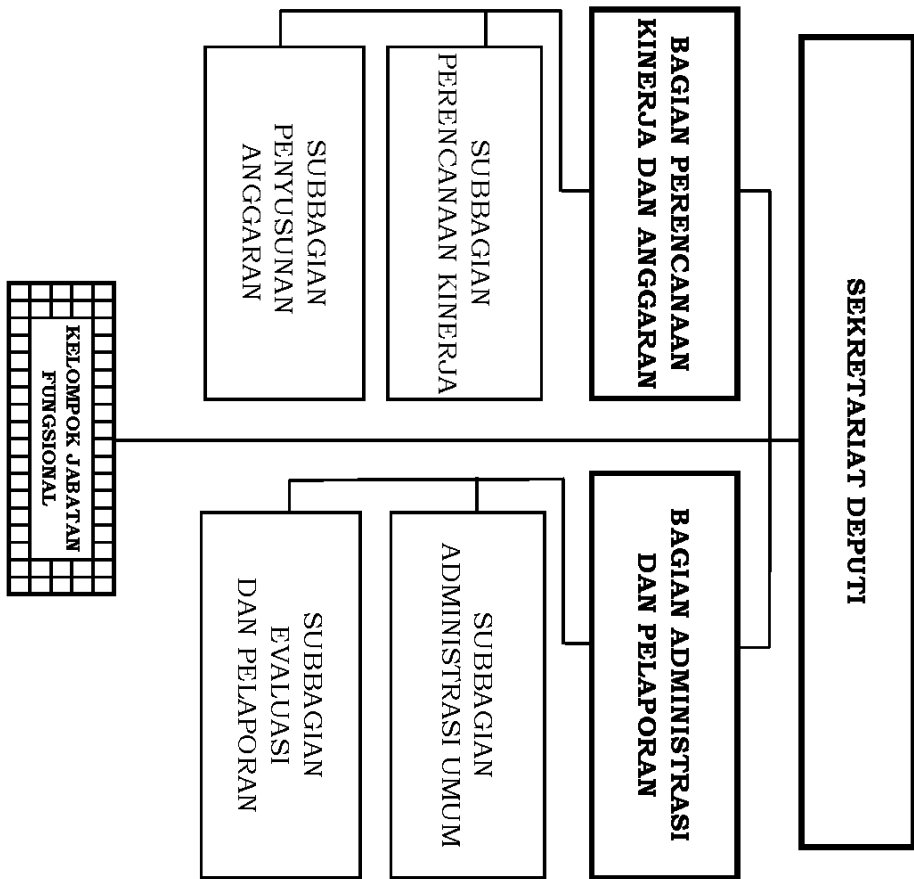 SEKRETARIAT DEPUTI
BAGIAN PERENCANAAN
KINERJA DAN ANGGARAN
SUBBAGIAN
PERENCANAAN KINERJA
SUBBAGIAN
PENYUSUNAN
ANGGARAN
BAGIAN ADMINISTRASI
DAN PELAPORAN
SUBBAGIAN
ADMINISTRASI UMUM
SUBBAGIAN
EVALUASI
DAN PELAPORAN
KELOMPOK JABATAN
FUNGSIONAL